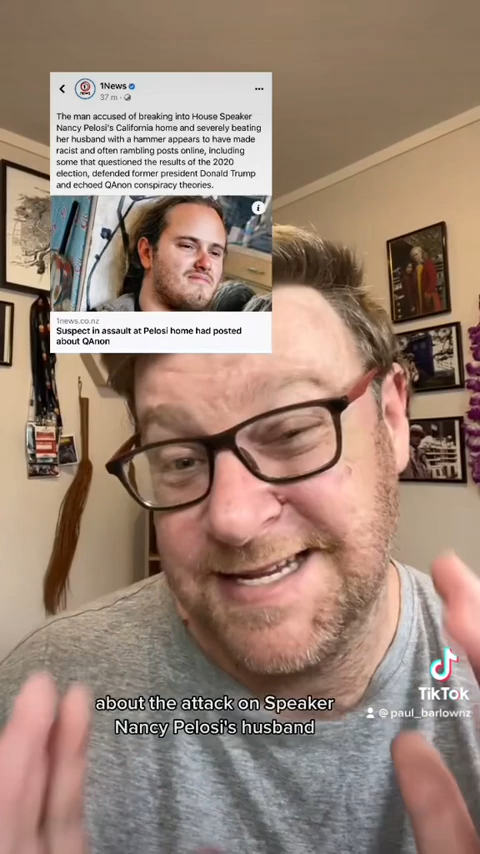 1News
37 m
The man accused of breaking into House Speaker
Nancy Pelosi's California home and severely beating
her husband with a hammer appears to have made
racist and often rambling posts online, including
some that questioned the results of the 2020
election, defended former president Donald Trump
and echoed QAnon conspiracy theories.
1news.co.nz
Suspect in assault at Pelosi home had posted
about QAnon
about the attack on Speaker
Nancy Pelosi's husband
TikTok
@paul_barlownz